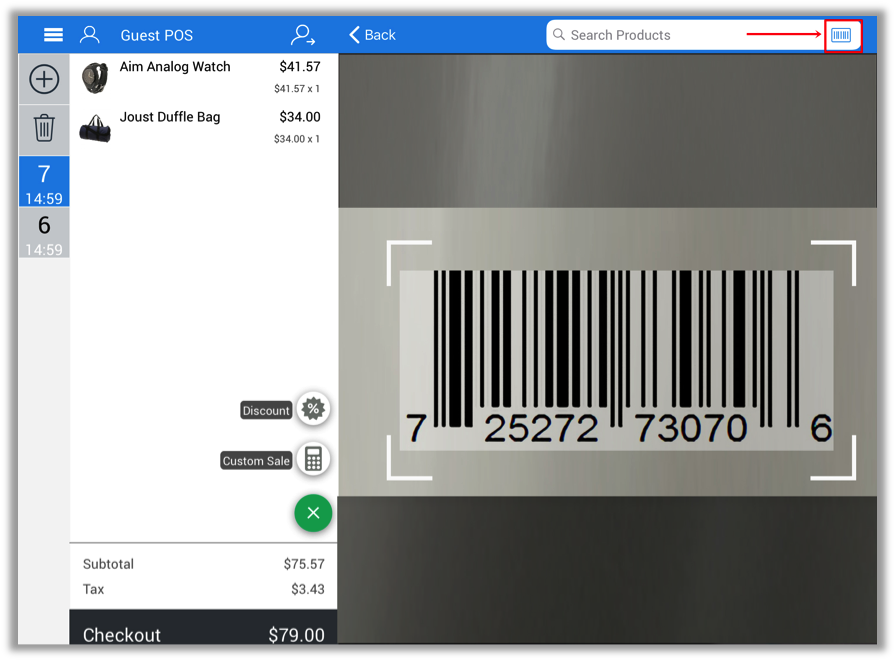 Guest POS
Back
Search Products
Aim Analog Watch $41.57
$41.57 x 1
Joust Duffle Bag $34.00
$34.00 x 1
7
14:59
6
14:59
Discount
%
Custom Sale
Subtotal $75.57
Tax $3.43
Checkout $79.00
7 25272 73070 6